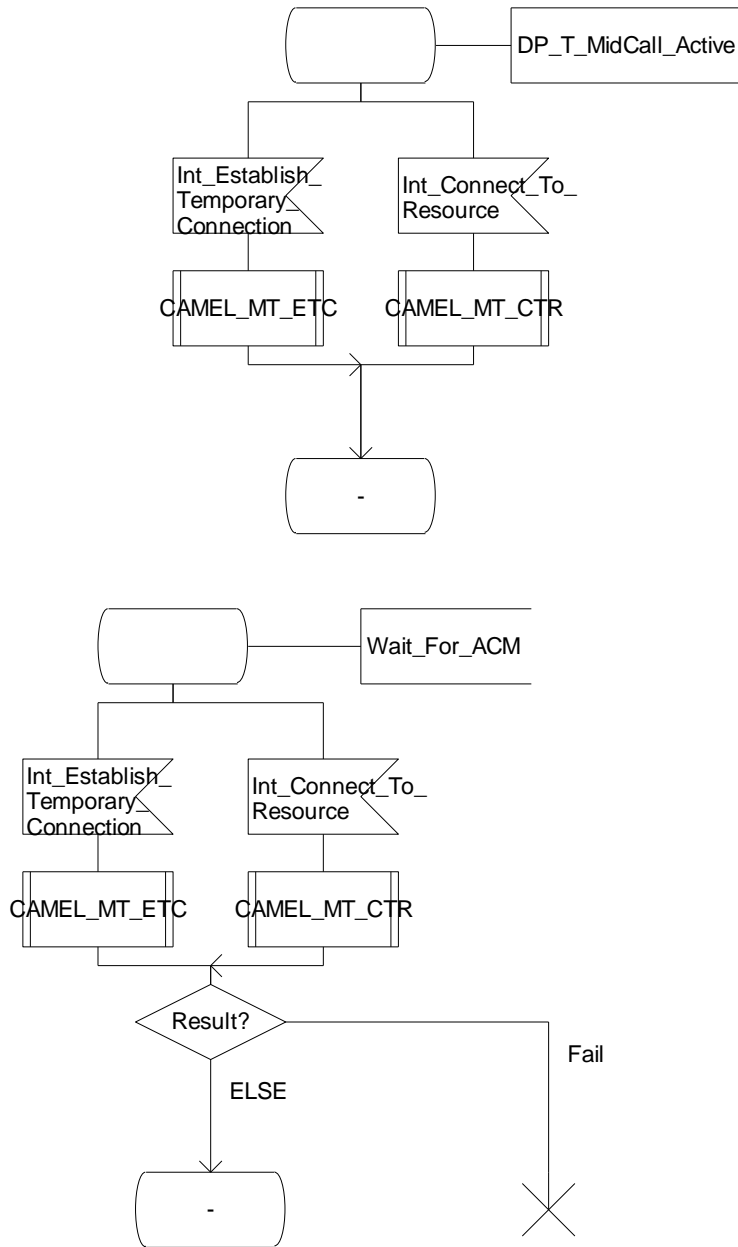 DP_T_MidCall_Active
Int_Establish_
Temporary_
Connection
Int_Connect_To_
Resource
CAMEL_MT_ETC
CAMEL_MT_CTR
-
Wait_For_ACM
Int_Establish_
Temporary_
Connection
Int_Connect_To_
Resource
CAMEL_MT_ETC
CAMEL_MT_CTR
Result?
Fail
ELSE
-